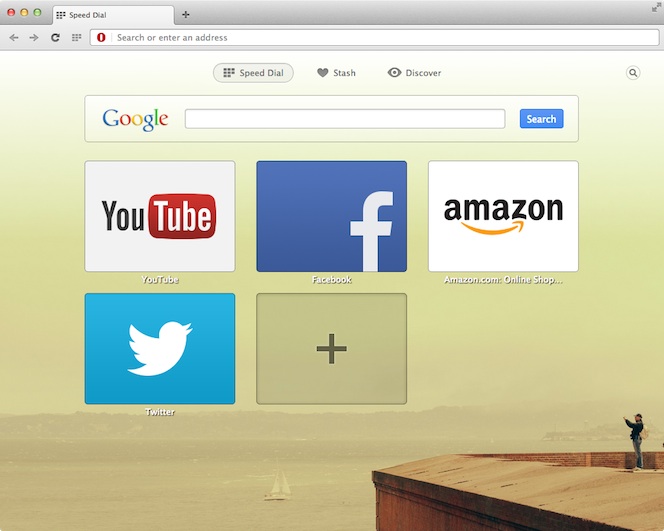 Speed Dial
Search or enter an address
Speed Dial
Stash
Discover
Google
Search
YouTube
amazon
YouTube
Facebook
Amazon.com: Online Shop...
Twitter